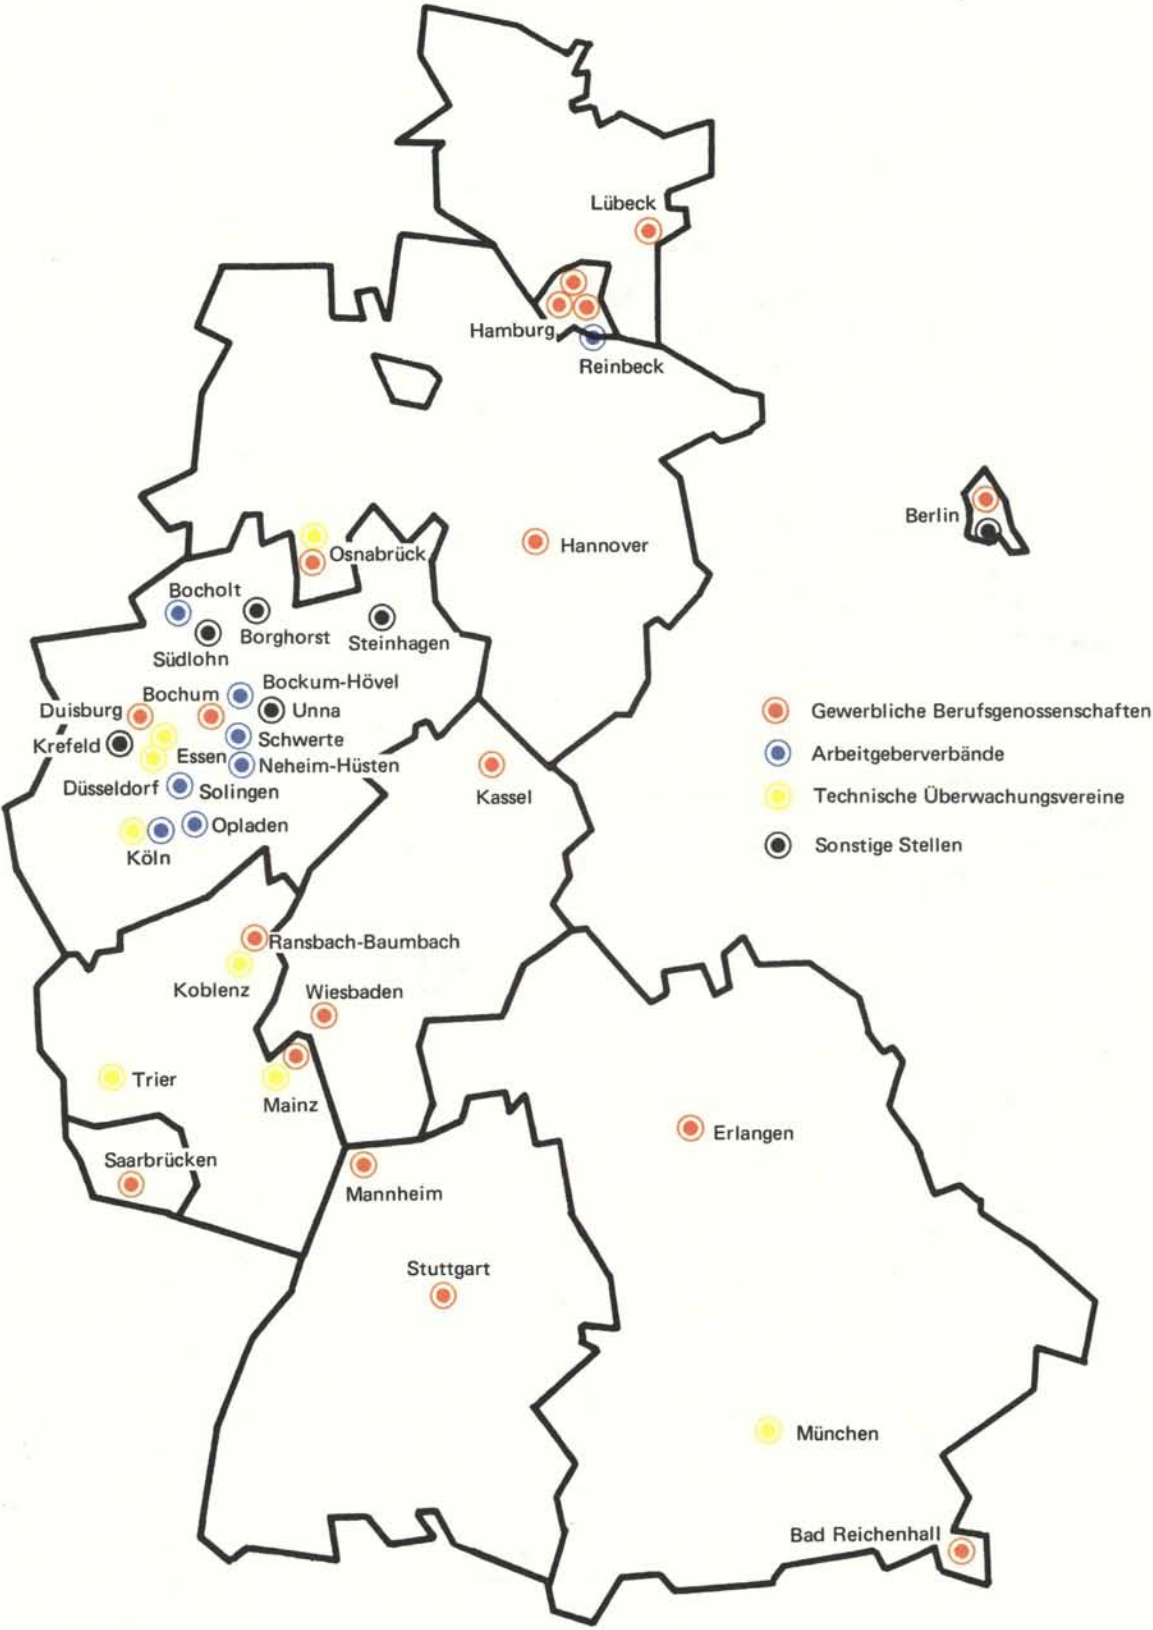 Lübeck
Hamburg
Reinbeck
Berlin
Osnabrück
Hannover
Bocholt
Borghorst
Steinhagen
Südlohn
Bockum-Hövel
Bochum
Duisburg
Unna
Krefeld
Schwerte
Essen
Neheim-Hüsten
Düsseldorf
Solingen
Opladen
Köln
Kassel
Gewerbliche Berufsgenossenschaften
Arbeitgeberverbände
Technische Überwachungsvereine
Sonstige Stellen
Ransbach-Baumbach
Koblenz
Wiesbaden
Trier
Mainz
Erlangen
Saarbrücken
Mannheim
Stuttgart
München
Bad Reichenhall